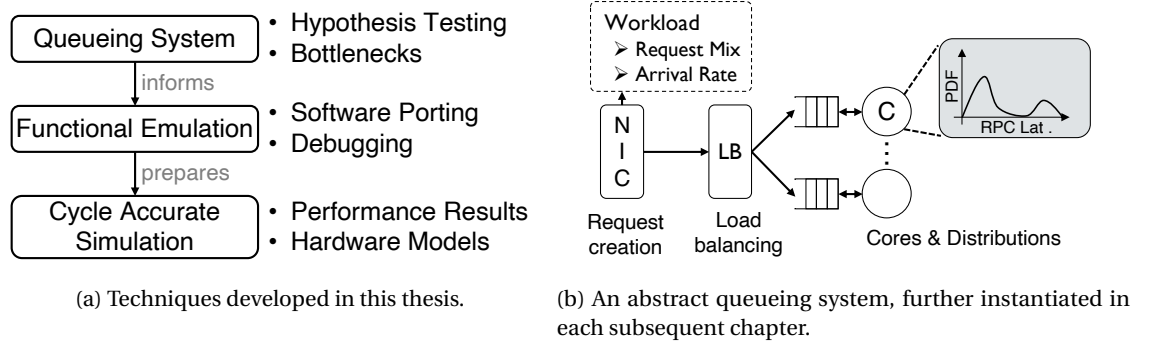 Queueing System
• Hypothesis Testing
• Bottlenecks
informs
Functional Emulation
• Software Porting
• Debugging
prepares
Cycle Accurate
Simulation
• Performance Results
• Hardware Models
(a) Techniques developed in this thesis.
Workload
➢ Request Mix
➢ Arrival Rate
N
I
C
Request
creation
LB
Load
balancing
C
PDF
RPC Lat .
Cores & Distributions
(b) An abstract queueing system, further instantiated in
each subsequent chapter.